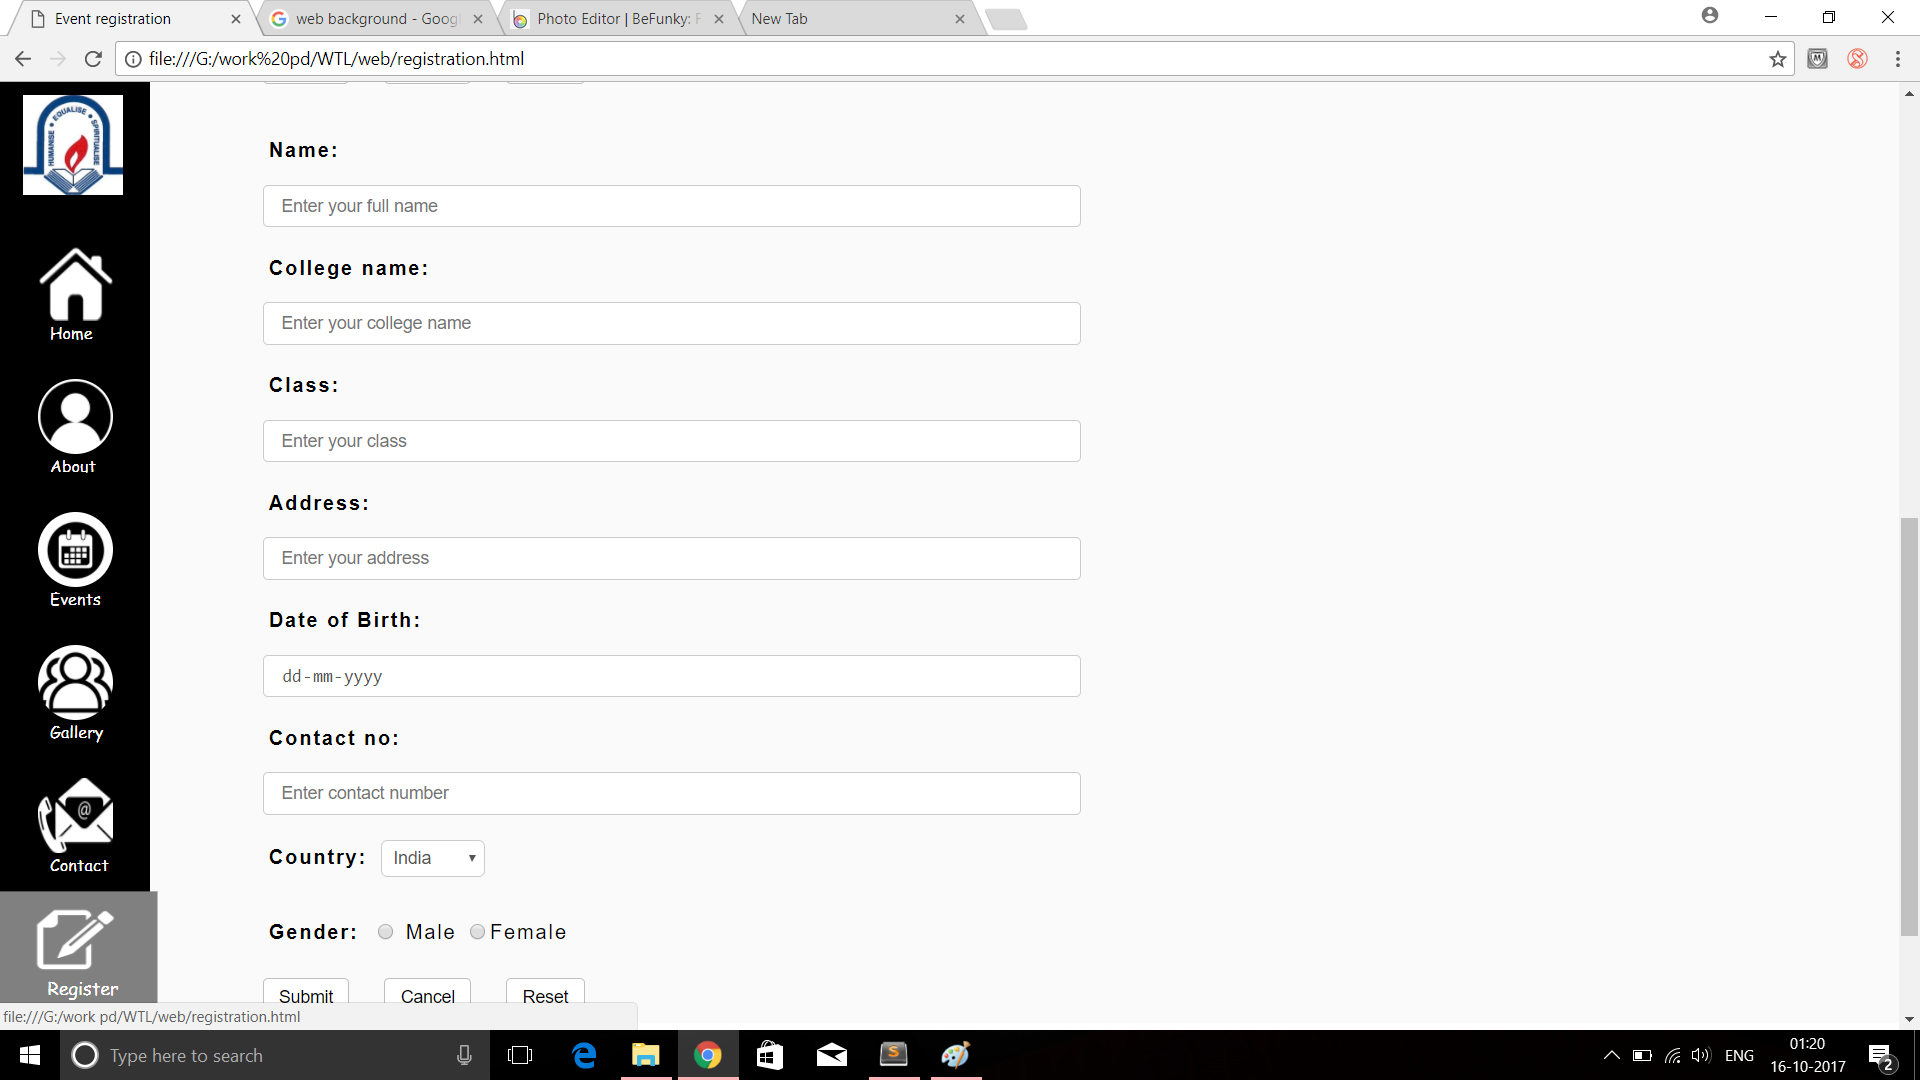 Event registration
web background - Goog
Photo Editor | BeFunky: F
New Tab
file:///G:/work%20pd/WTL/web/registration.html
HUMANISE • EQUALISE • SPIRITUALISE
Home
About
Events
Gallery
Contact
Register
Name:
Enter your full name
College name:
Enter your college name
Class:
Enter your class
Address:
Enter your address
Date of Birth:
dd-mm-yyyy
Contact no:
Enter contact number
Country: India
Gender: Male Female
Submit Cancel Reset
file:///G:/work pd/WTL/web/registration.html
Type here to search
ENG
01:20
16-10-2017
2